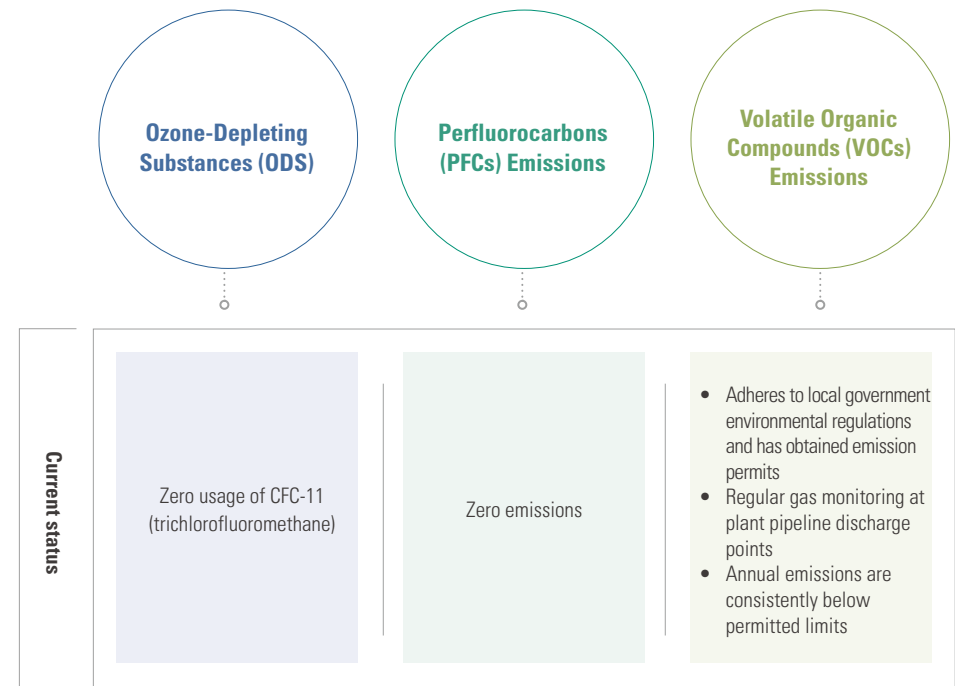 Ozone-Depleting
Substances (ODS)
Perfluorocarbons
(PFCs) Emissions
Volatile Organic
Compounds (VOCs)
Emissions
Current status
Zero usage of CFC-11
(trichlorofluoromethane)
Zero emissions
• Adheres to local government
environmental regulations
and has obtained emission
permits
• Regular gas monitoring at
plant pipeline discharge
points
• Annual emissions are
consistently below
permitted limits